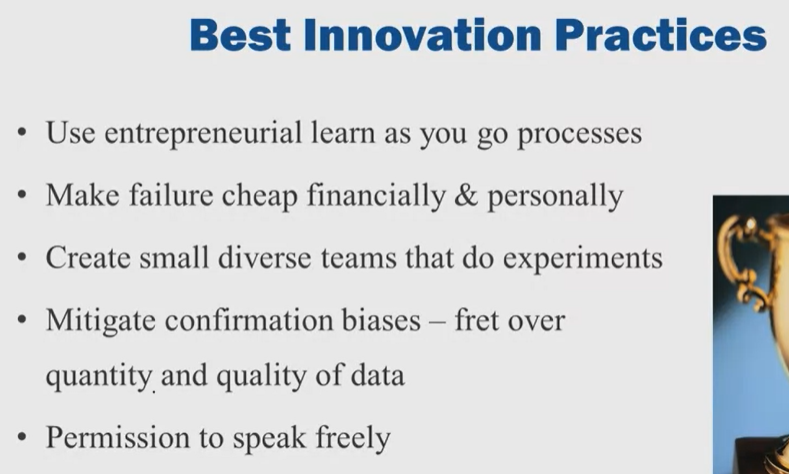 Best Innovation Practices
• Use entrepreneurial learn as you go processes
• Make failure cheap financially & personally
• Create small diverse teams that do experiments
• Mitigate confirmation biases – fret over
quantity and quality of data
• Permission to speak freely